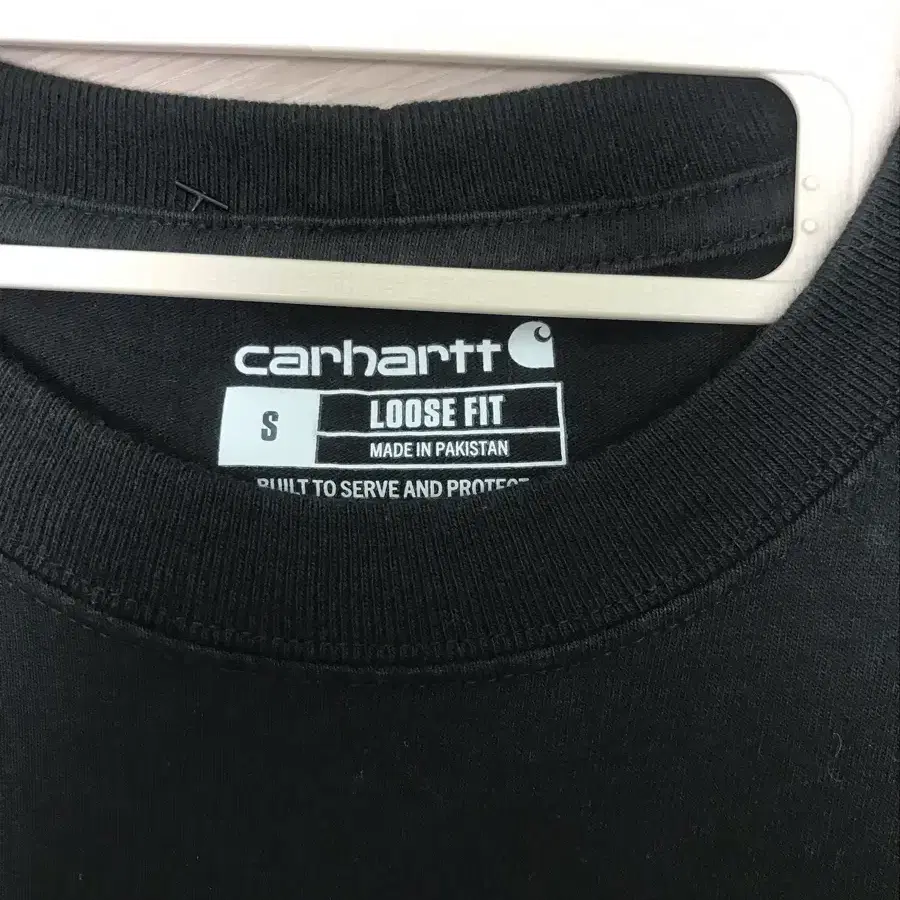 carhartt
S
LOOSE FIT
MADE IN PAKISTAN
BUILT TO SERVE AND PROTECT